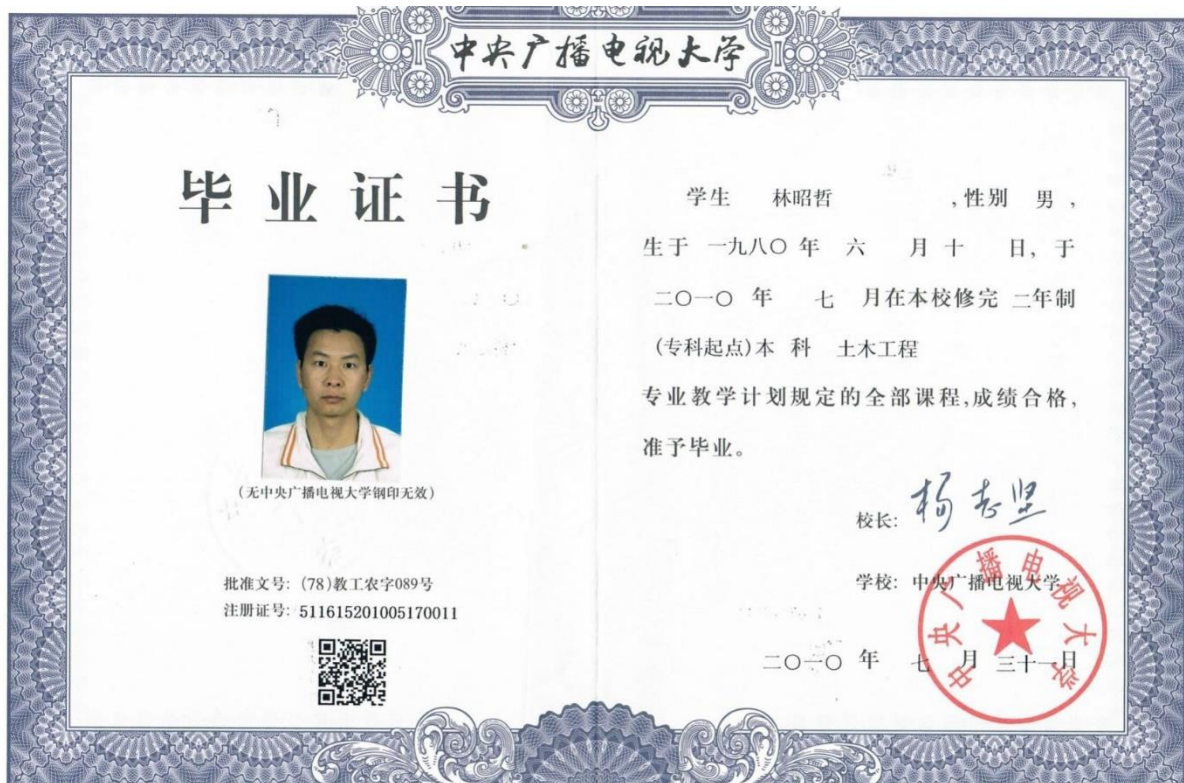 中央广播电视大学
毕业证书
(无中央广播电视大学钢印无效)
批准文号: (78)教工农字089号
注册证号: 511615201005170011
学生 林昭哲 ,性别 男 ,
生于 一九八〇 年 六 月 十 日, 于
二〇一〇 年 七 月在本校修完 二年制
(专科起点)本 科 土木工程
专业教学计划规定的全部课程,成绩合格,
准予毕业。
校长: 杨志坚
学校: 中央广播电视大学
二〇一〇 年 七 月 三十一日
中央广播电视大学